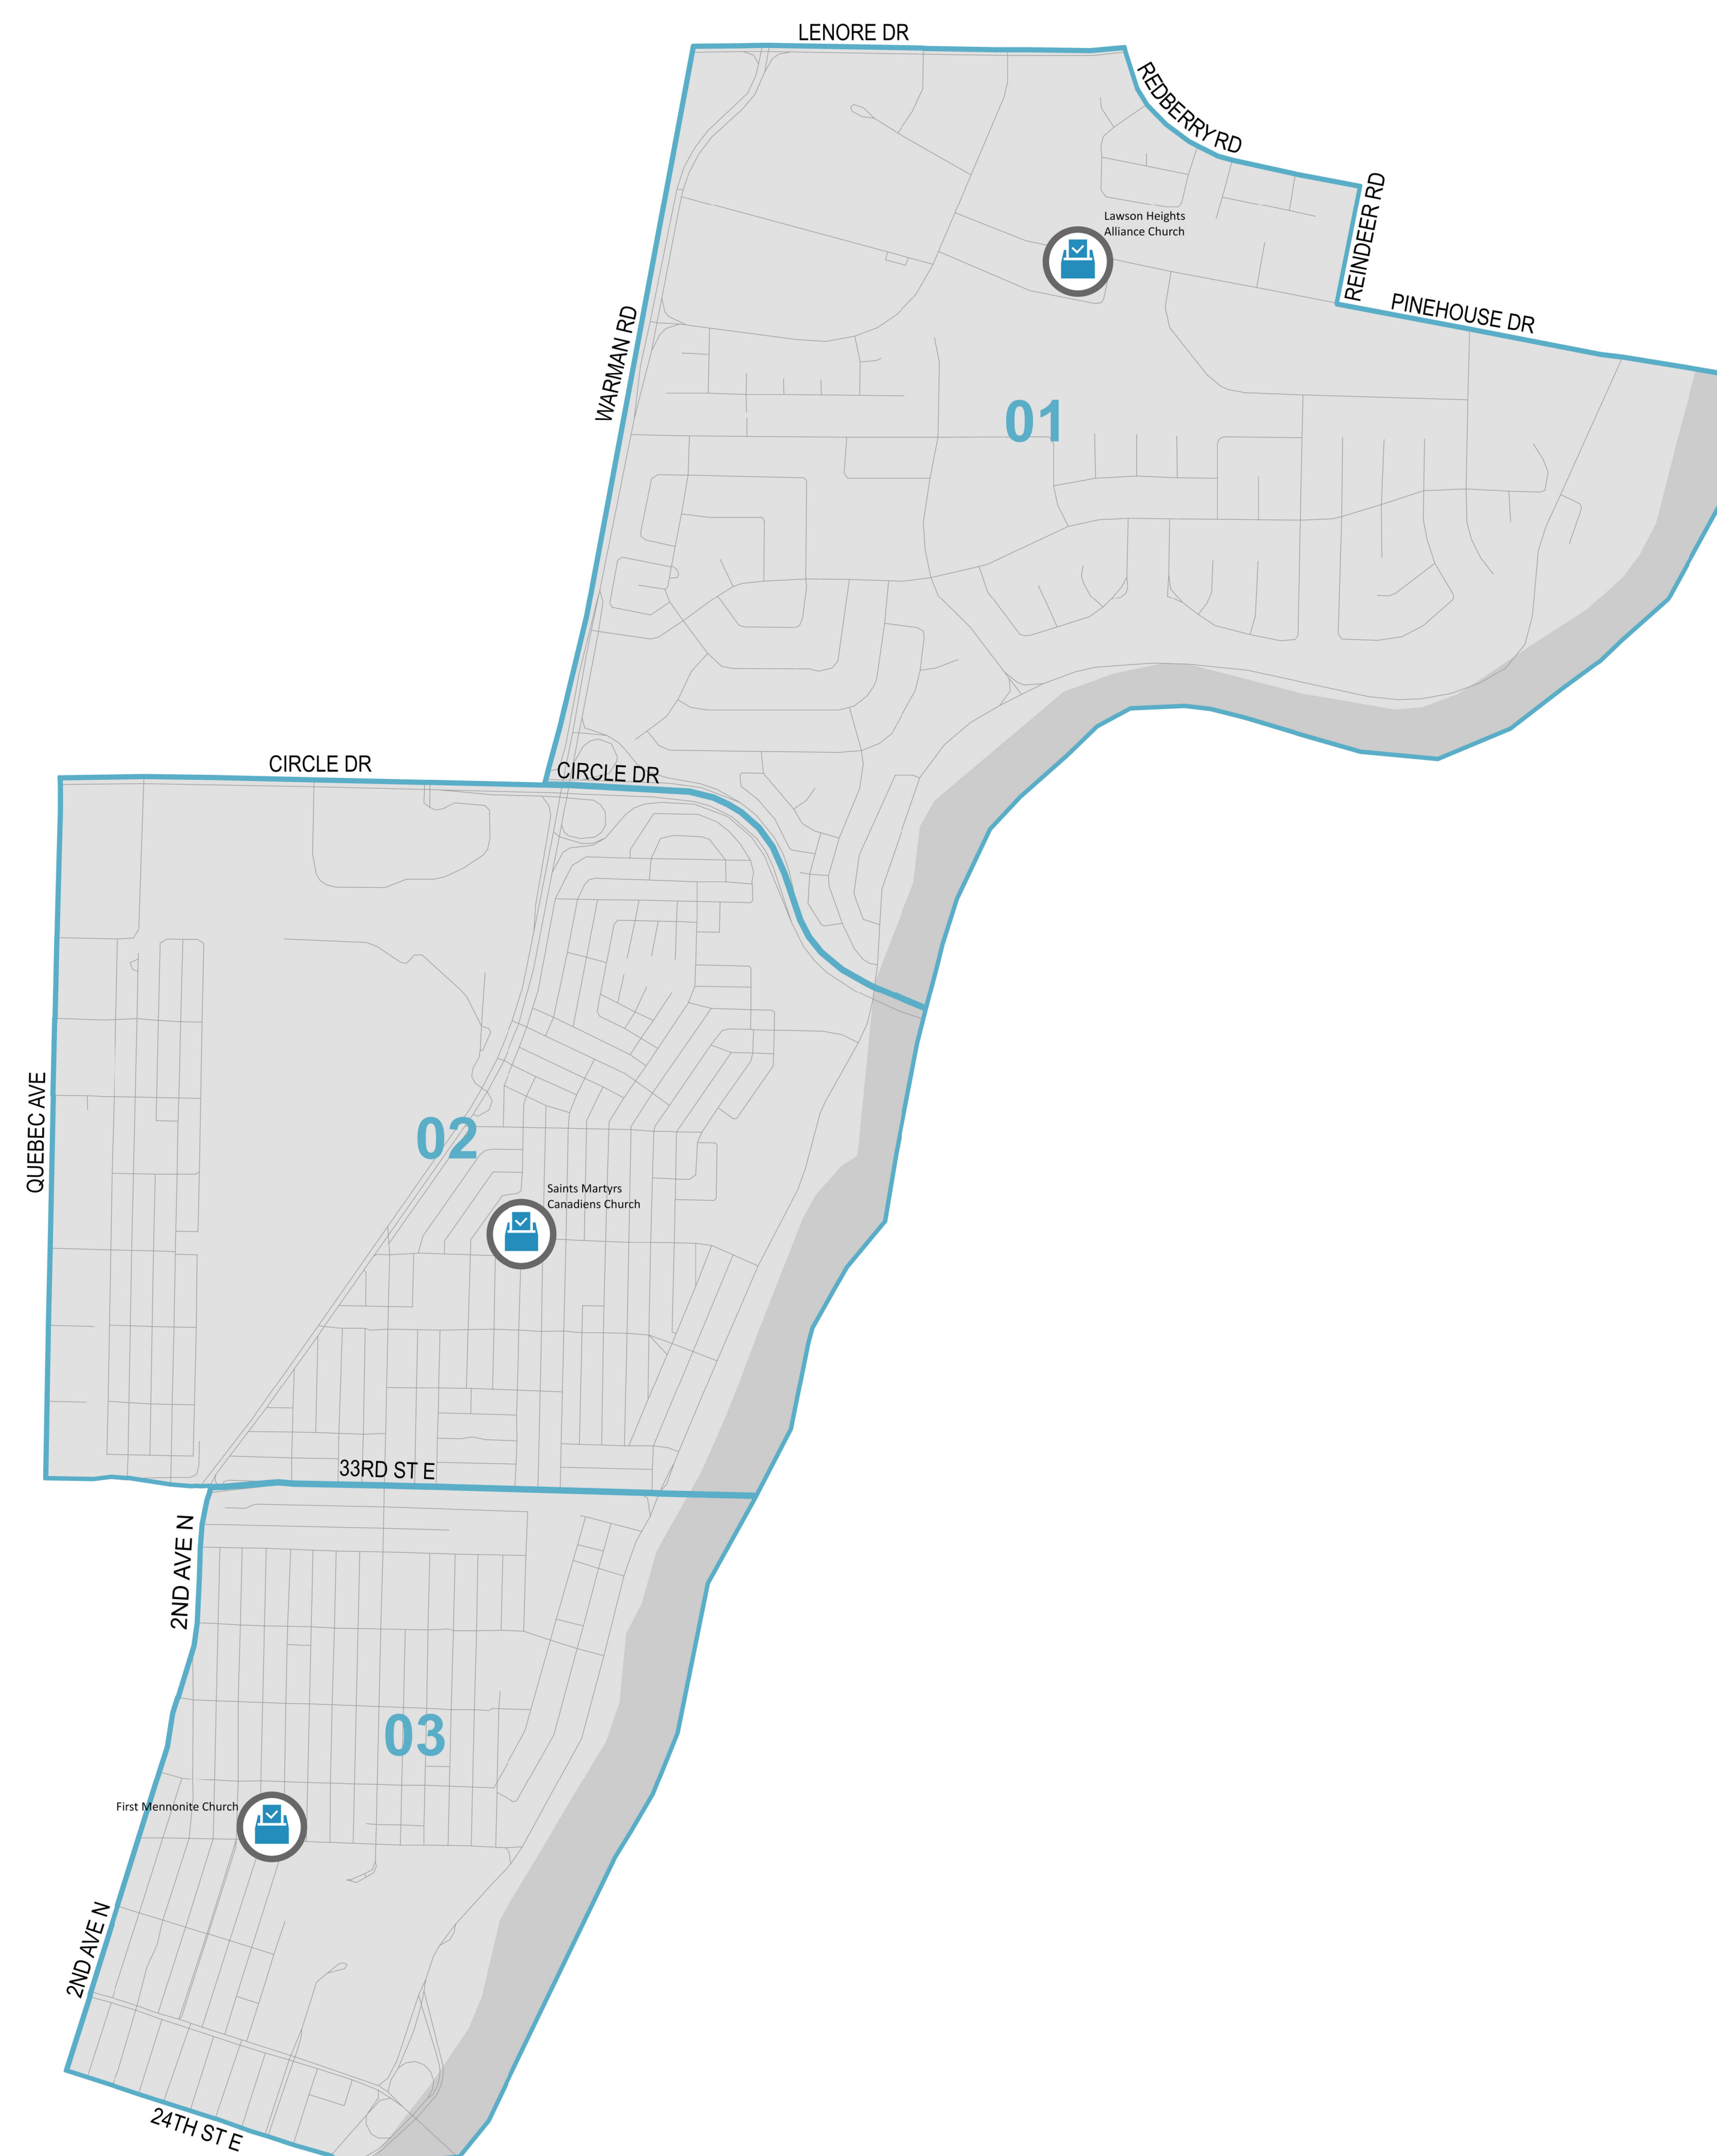 LENORE DR
REDBERRY RD
REINDEER RD
Lawson Heights
Alliance Church
PINEHOUSE DR
WARMAN RD
01
CIRCLE DR
CIRCLE DR
QUEBEC AVE
02
Saints Martyrs
Canadiens Church
33RD ST E
2ND AVE N
03
First Mennonite Church
2ND AVE N
24TH ST E